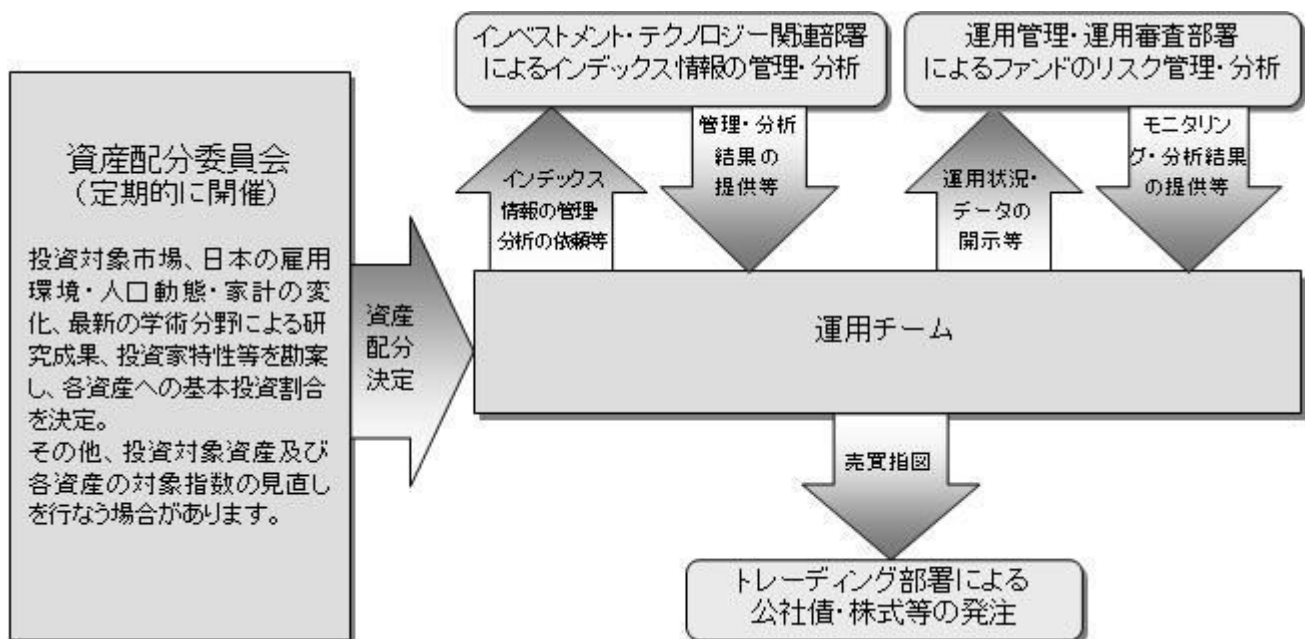 インベストメント・テクノロジー関連部署
によるインデックス情報の管理・分析
運用管理・運用審査部署
によるファンドのリスク管理・分析
資産配分委員会
（定期的に開催）
投資対象市場、日本の雇用
環境・人口動態・家計の変
化、最新の学術分野による研
究成果、投資家特性等を勘案
し、各資産への基本投資割合
を決定。
その他、投資対象資産及び
各資産の対象指数の見直し
を行なう場合があります。
資産
配分
決定
インデックス
情報の管理・
分析の依頼等
管理・分析
結果の
提供等
運用状況・
データの
開示等
モニタリン
グ・分析結果
の提供等
運用チーム
売買指図
トレーディング部署による
公社債・株式等の発注